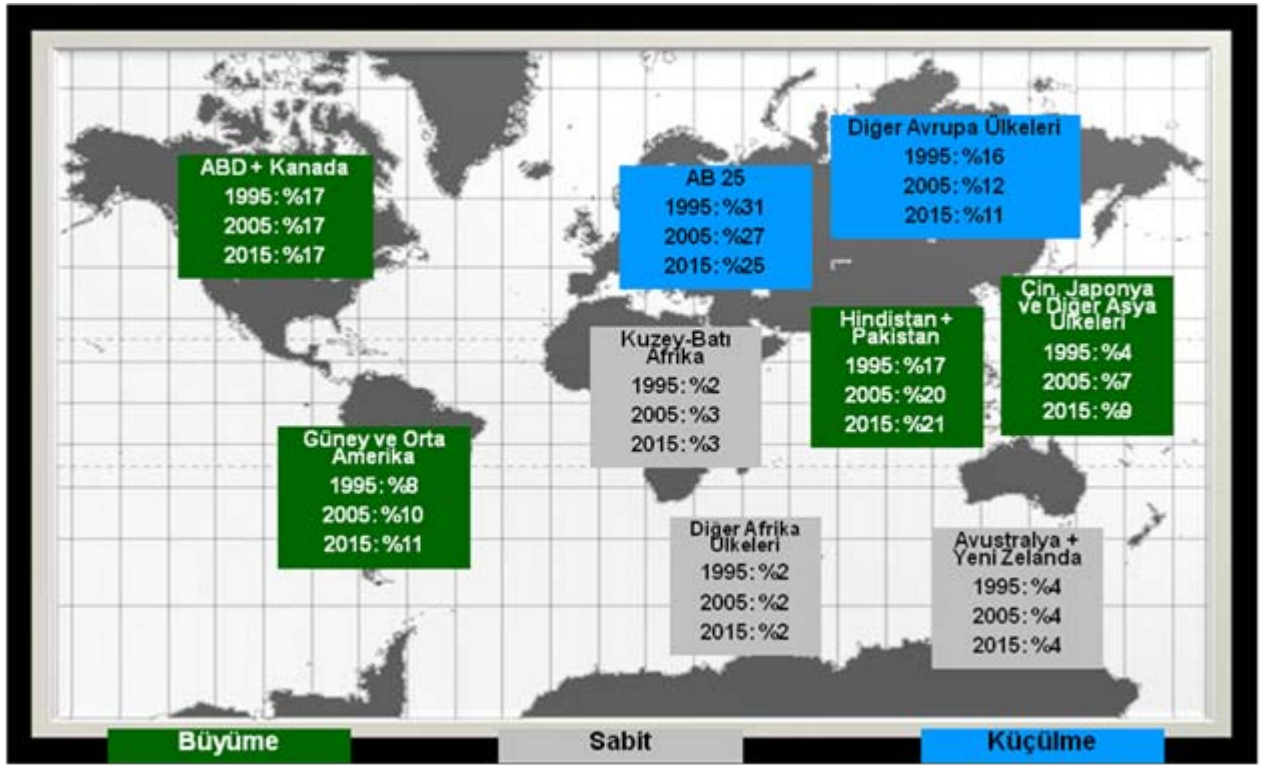 ABD + Kanada
1995: %17
2005: %17
2015: %17
AB 25
1995: %31
2005: %27
2015: %25
Diğer Avrupa Ülkeleri
1995: %16
2005: %12
2015: %11
Güney ve Orta
Amerika
1995: %8
2005: %10
2015: %11
Kuzey-Batı
Afrika
1995: %2
2005: %3
2015: %3
Hindistan +
Pakistan
1995: %17
2005: %20
2015: %21
Çin, Japonya
ve Diğer Asya
Ülkeleri
1995: %4
2005: %7
2015: %9
Diğer Afrika
Ülkeleri
1995: %2
2005: %2
2015: %2
Avustralya +
Yeni Zelanda
1995: %4
2005: %4
2015: %4
Büyüme
Sabit
Küçülme